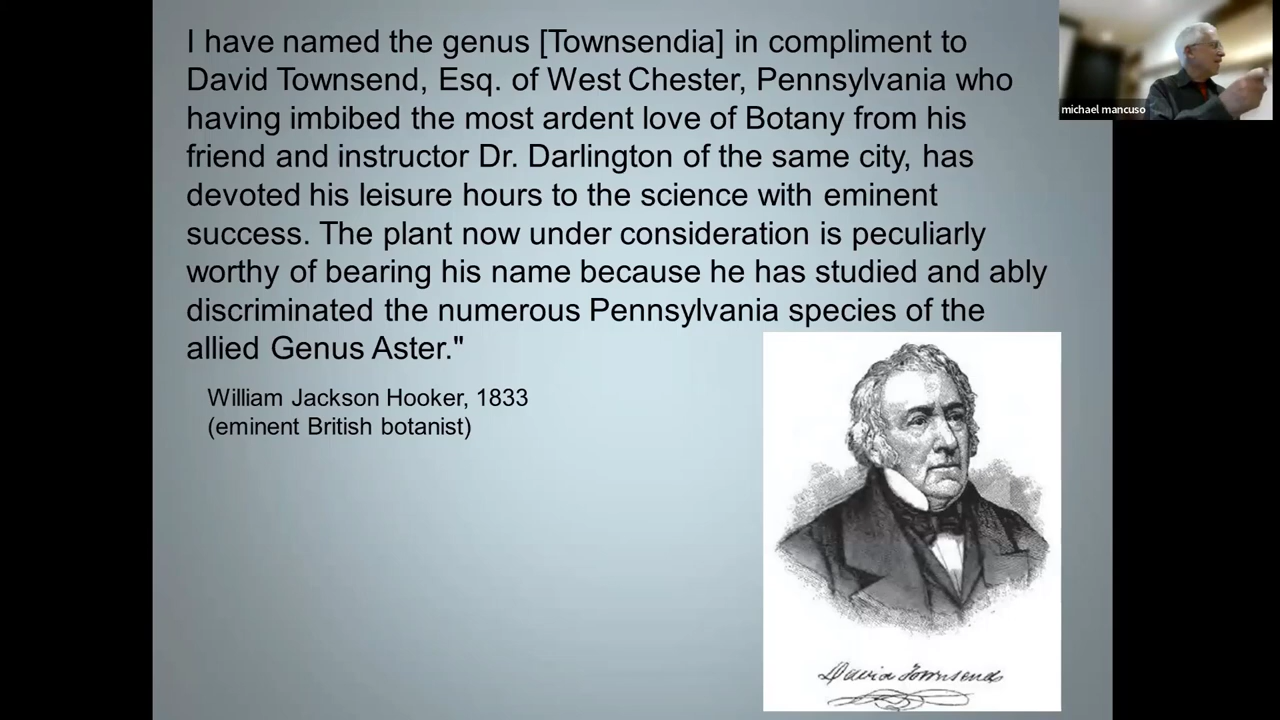 I have named the genus [Townsendia] in compliment to
David Townsend, Esq. of West Chester, Pennsylvania who
having imbibed the most ardent love of Botany from his
friend and instructor Dr. Darlington of the same city, has
devoted his leisure hours to the science with eminent
success. The plant now under consideration is peculiarly
worthy of bearing his name because he has studied and ably
discriminated the numerous Pennsylvania species of the
allied Genus Aster."
William Jackson Hooker, 1833
(eminent British botanist)
michael mancuso
David Townsend